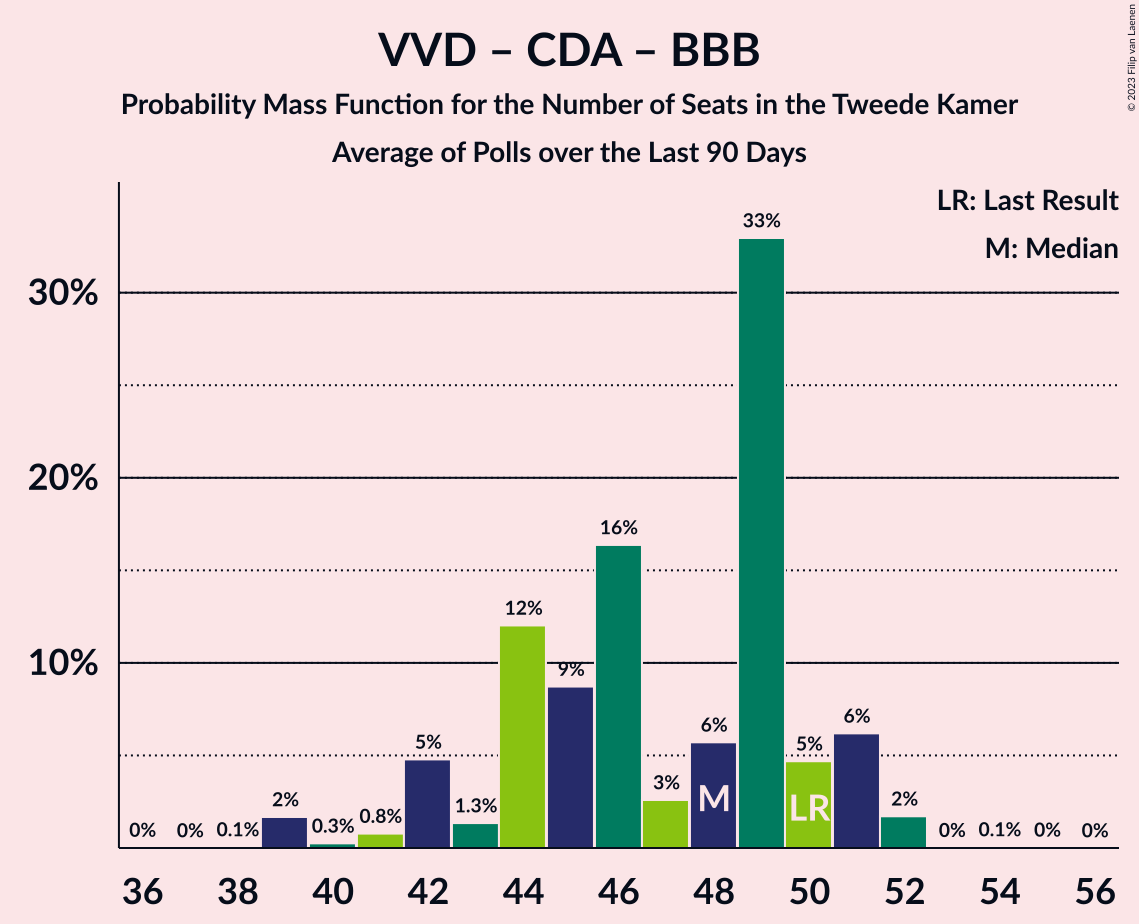 VVD – CDA – BBB
Probability Mass Function for the Number of Seats in the Tweede Kamer
Average of Polls over the Last 90 Days
© 2023 Filip van Laenen
LR: Last Result
M: Median
30%
20%
10%
0% 0% 0.1% 2% 0.3% 0.8% 5% 1.3% 12% 9% 16% 3% 6% 33% 5% 6% 2% 0% 0.1% 0% 0%
M LR
36 38 40 42 44 46 48 50 52 54 56